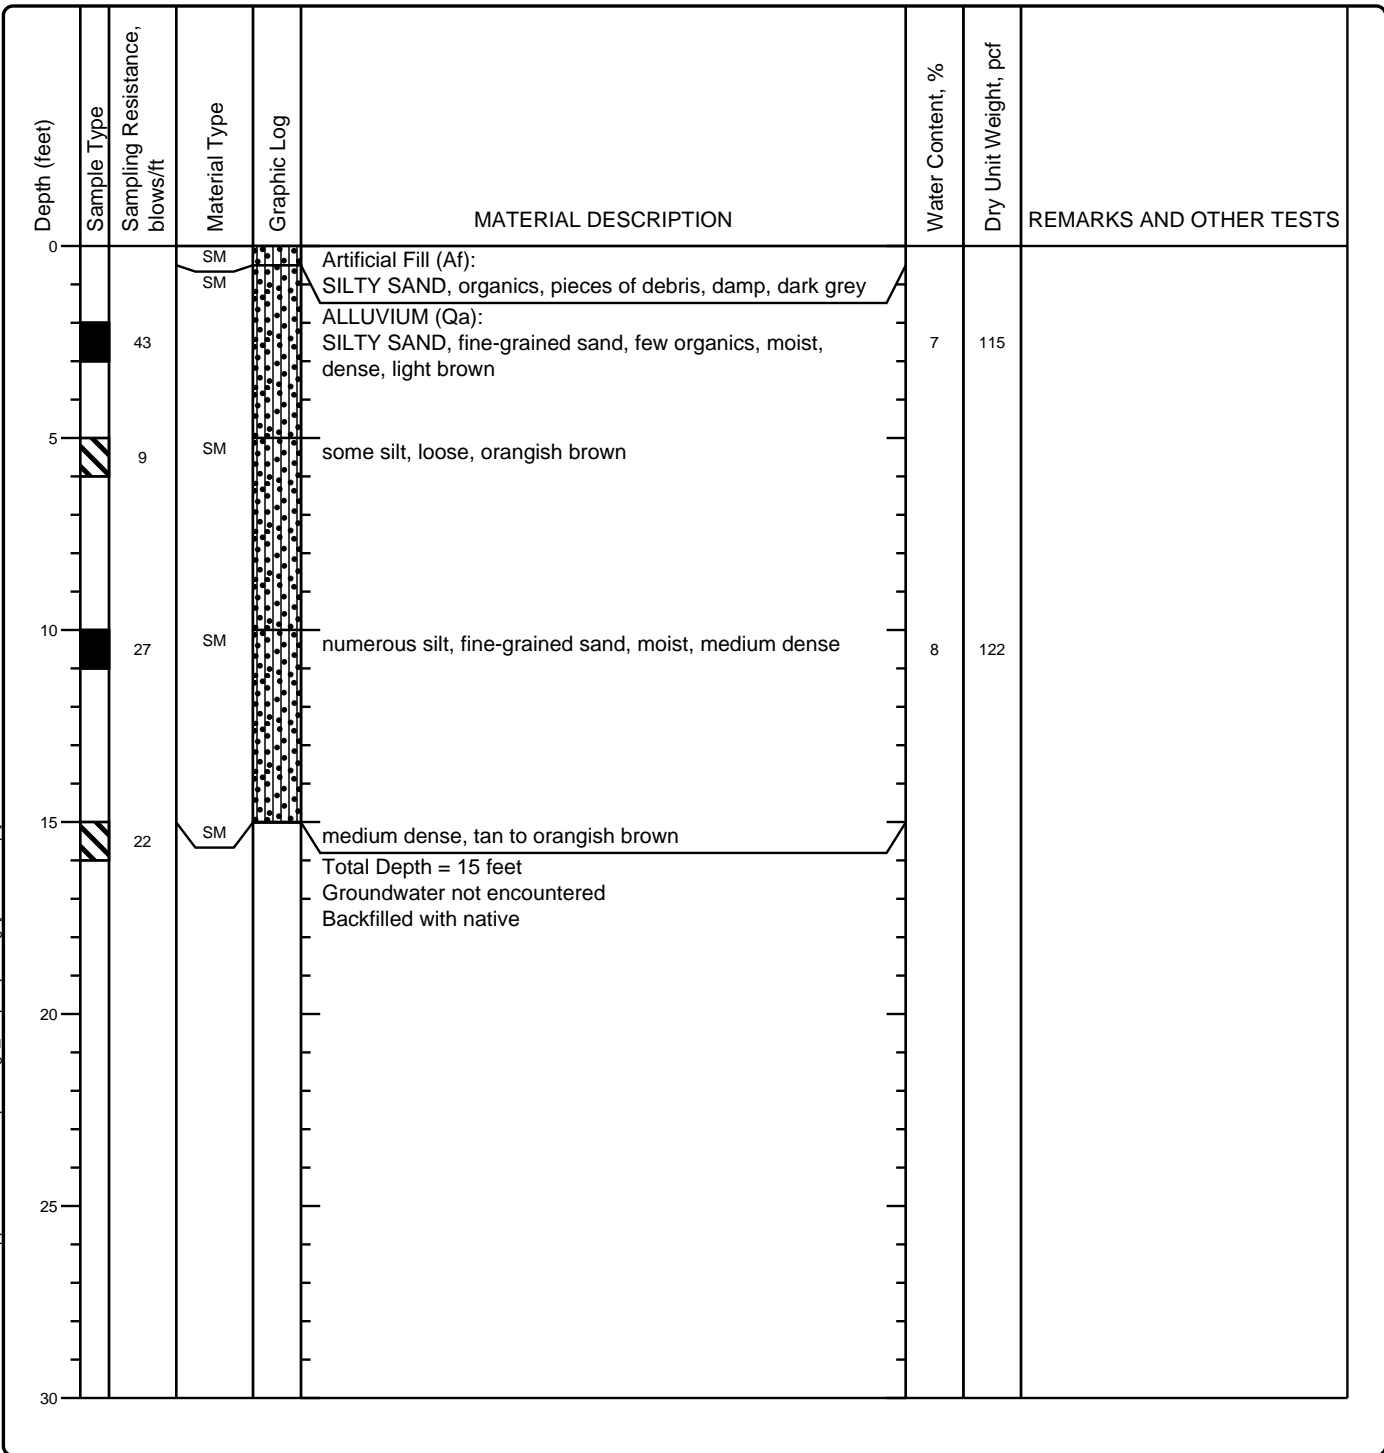 Depth (feet)
Sample Type
Sampling Resistance,
blows/ft
Material Type
Graphic Log
MATERIAL DESCRIPTION
Water Content, %
Dry Unit Weight, pcf
REMARKS AND OTHER TESTS
0
SM
Artificial Fill (Af):
SM
SILTY SAND, organics, pieces of debris, damp, dark grey
ALLUVIUM (Qa):
43
SILTY SAND, fine-grained sand, few organics, moist,
7
115
dense, light brown
5
9
SM
some silt, loose, orangish brown
10
27
SM
numerous silt, fine-grained sand, moist, medium dense
8
122
15
22
SM
medium dense, tan to orangish brown
Total Depth = 15 feet
Groundwater not encountered
Backfilled with native
20
25
30